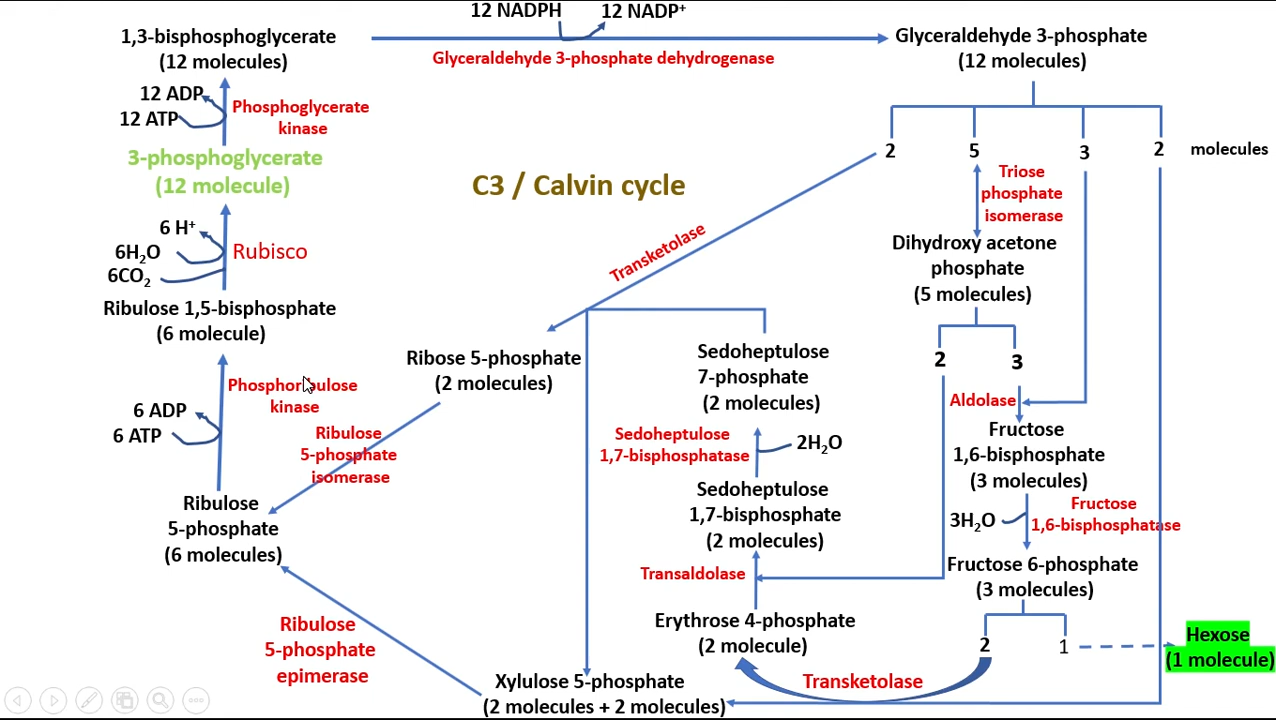 12 NADPH
12 NADP⁺
1,3-bisphosphoglycerate
(12 molecules)
Glyceraldehyde 3-phosphate dehydrogenase
Glyceraldehyde 3-phosphate
(12 molecules)
12 ADP
12 ATP
Phosphoglycerate
kinase
3-phosphoglycerate
(12 molecule)
C3 / Calvin cycle
2
5
3
2
molecules
Triose
phosphate
isomerase
Transketolase
6 H⁺
6H₂O
6CO₂
Rubisco
Dihydroxy acetone
phosphate
(5 molecules)
Ribulose 1,5-bisphosphate
(6 molecule)
2
3
Ribose 5-phosphate
(2 molecules)
Sedoheptulose
7-phosphate
(2 molecules)
Phosphoribulose
kinase
6 ADP
6 ATP
Aldolase
Ribulose
5-phosphate
isomerase
Sedoheptulose
1,7-bisphosphatase
2H₂O
Fructose
1,6-bisphosphate
(3 molecules)
Ribulose
5-phosphate
(6 molecules)
Sedoheptulose
1,7-bisphosphate
(2 molecules)
3H₂O
Fructose
1,6-bisphosphatase
Transaldolase
Fructose 6-phosphate
(3 molecules)
Ribulose
5-phosphate
epimerase
Erythrose 4-phosphate
(2 molecule)
2
1
Hexose
(1 molecule)
Xylulose 5-phosphate
(2 molecules + 2 molecules)
Transketolase